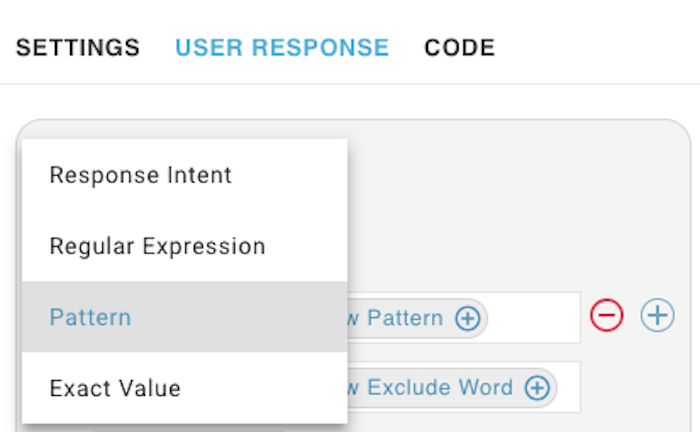 SETTINGS USER RESPONSE CODE
Response Intent
Regular Expression
Pattern
Pattern
Exact Value
Exclude Word